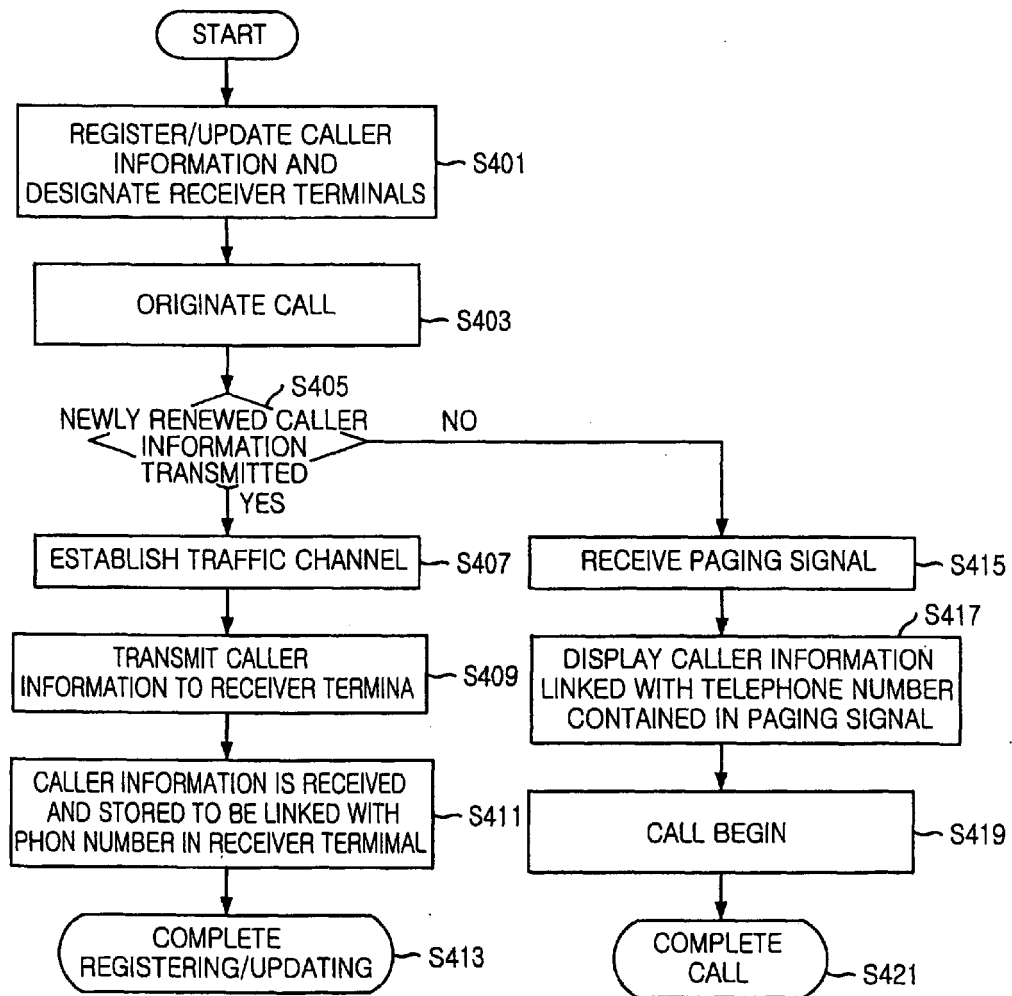 START
REGISTER/UPDATE CALLER
INFORMATION AND
DESIGNATE RECEIVER TERMINALS
S401
ORIGINATE CALL
S403
S405
NEWLY RENEWED CALLER
INFORMATION
TRANSMITTED
NO
YES
ESTABLISH TRAFFIC CHANNEL
S407
TRANSMIT CALLER
INFORMATION TO RECEIVER TERMINA
S409
CALLER INFORMATION IS RECEIVED
AND STORED TO BE LINKED WITH
PHON NUMBER IN RECEIVER TERMIMAL
S411
COMPLETE
REGISTERING/UPDATING
S413
RECEIVE PAGING SIGNAL
S415
S417
DISPLAY CALLER INFORMATION
LINKED WITH TELEPHONE NUMBER
CONTAINED IN PAGING SIGNAL
CALL BEGIN
S419
COMPLETE
CALL
S421